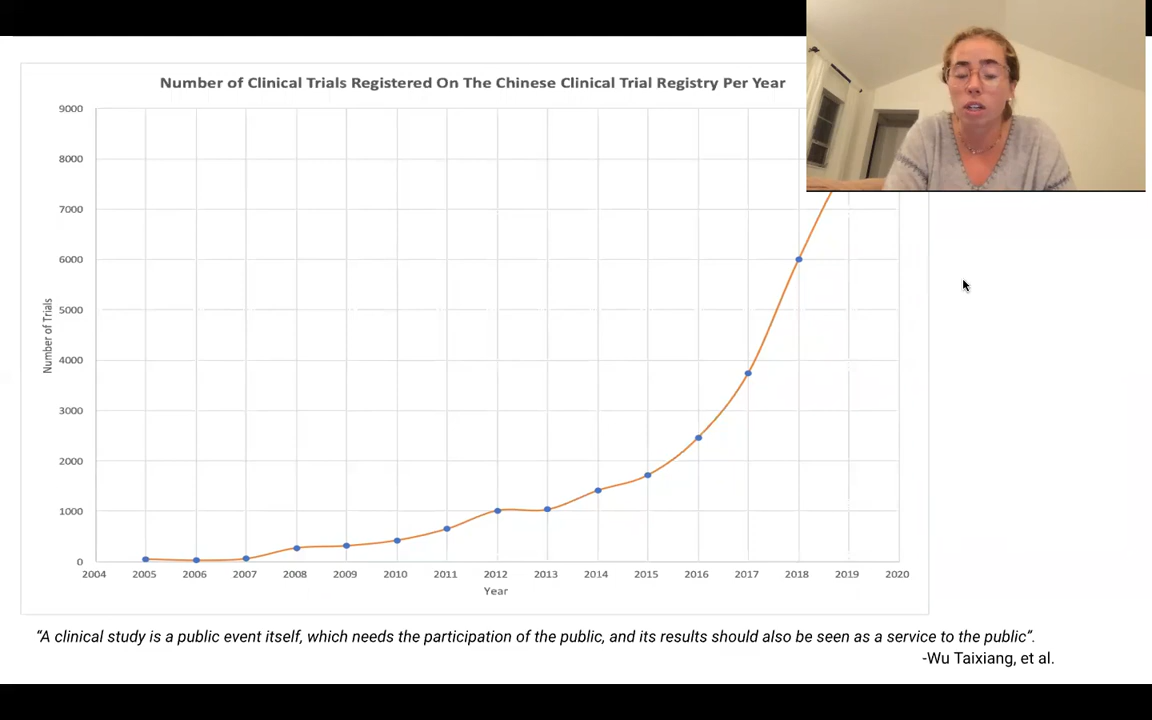 Number of Clinical Trials Registered On The Chinese Clinical Trial Registry Per Year
9000
8000
7000
6000
5000
4000
3000
2000
1000
0
Number of Trials
2004 2005 2006 2007 2008 2009 2010 2011 2012 2013 2014 2015 2016 2017 2018 2019 2020
Year
“A clinical study is a public event itself, which needs the participation of the public, and its results should also be seen as a service to the public”.
-Wu Taixiang, et al.